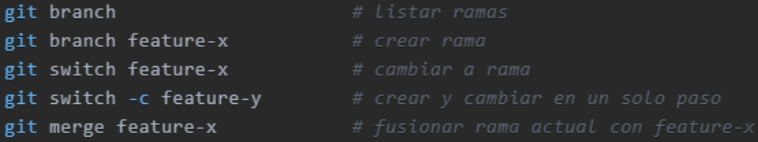 git branch # listar ramas
git branch feature-x # crear rama
git switch feature-x # cambiar a rama
git switch -c feature-y # crear y cambiar en un solo paso
git merge feature-x # fusionar rama actual con feature-x